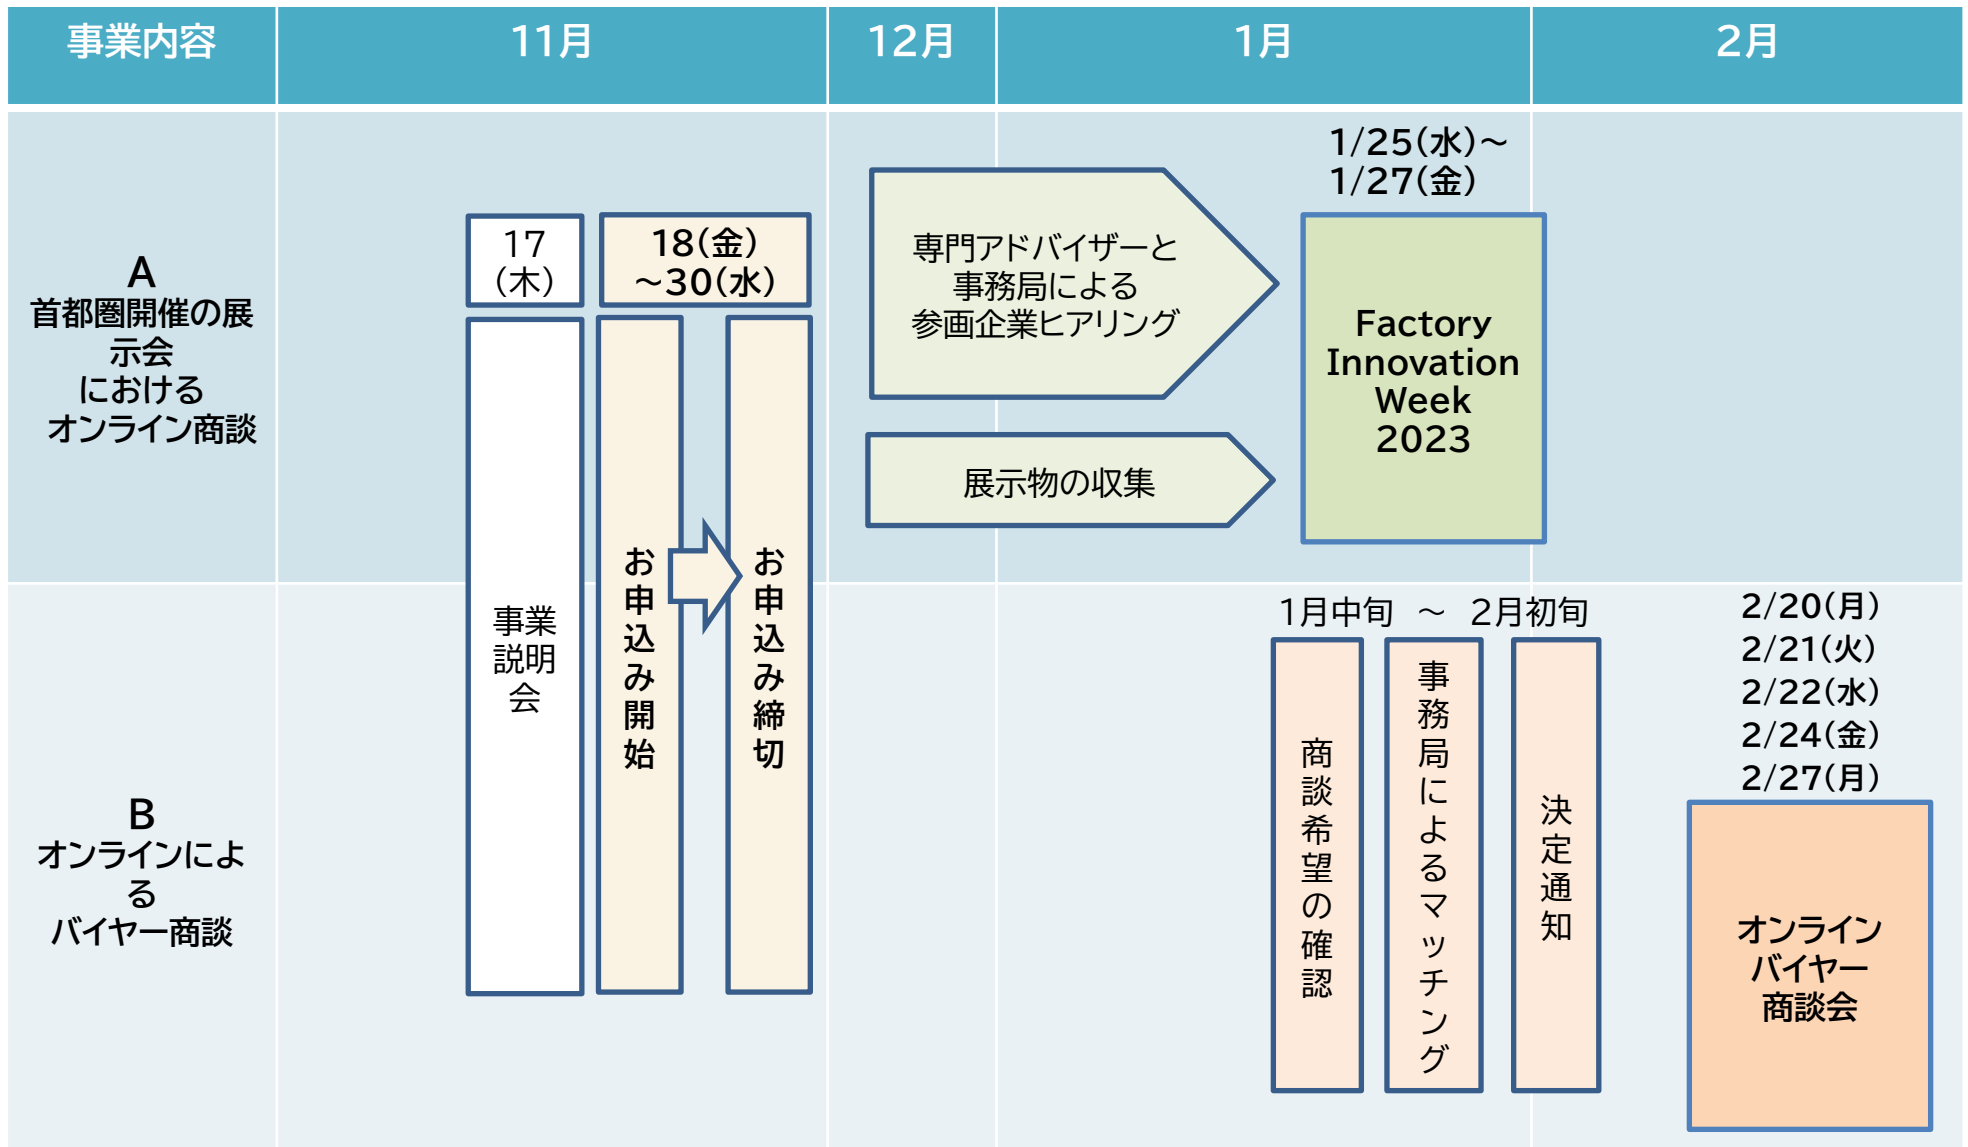 事業内容
11月
12月
1月
2月
A
首都圏開催の展
示会
における
オンライン商談
17
(木)
18(金)
～30(水)
専門アドバイザーと
事務局による
参画企業ヒアリング
展示物の収集
1/25(水)～
1/27(金)
Factory
Innovation
Week
2023
事業
説明
会
お申込み開始
お申込み締切
B
オンラインによ
る
バイヤー商談
1月中旬 ～ 2月初旬
商談希望の確認
事務局によるマッチング
決定通知
2/20(月)
2/21(火)
2/22(水)
2/24(金)
2/27(月)
オンライン
バイヤー
商談会